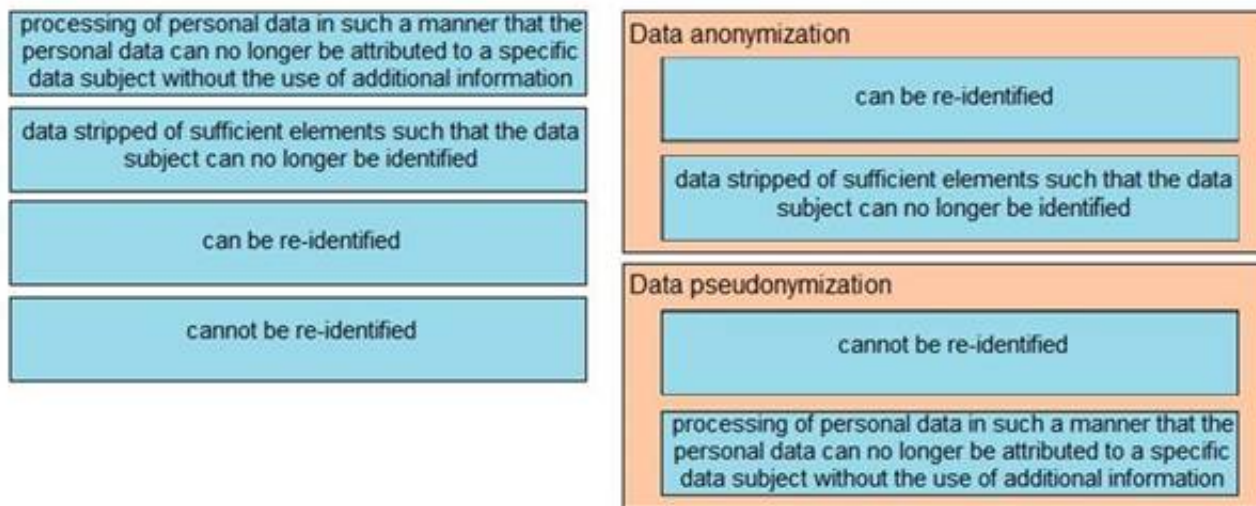 processing of personal data in such a manner that the
personal data can no longer be attributed to a specific
data subject without the use of additional information
data stripped of sufficient elements such that the data
subject can no longer be identified
can be re-identified
cannot be re-identified
Data anonymization
can be re-identified
data stripped of sufficient elements such that the data
subject can no longer be identified
Data pseudonymization
cannot be re-identified
processing of personal data in such a manner that the
personal data can no longer be attributed to a specific
data subject without the use of additional information